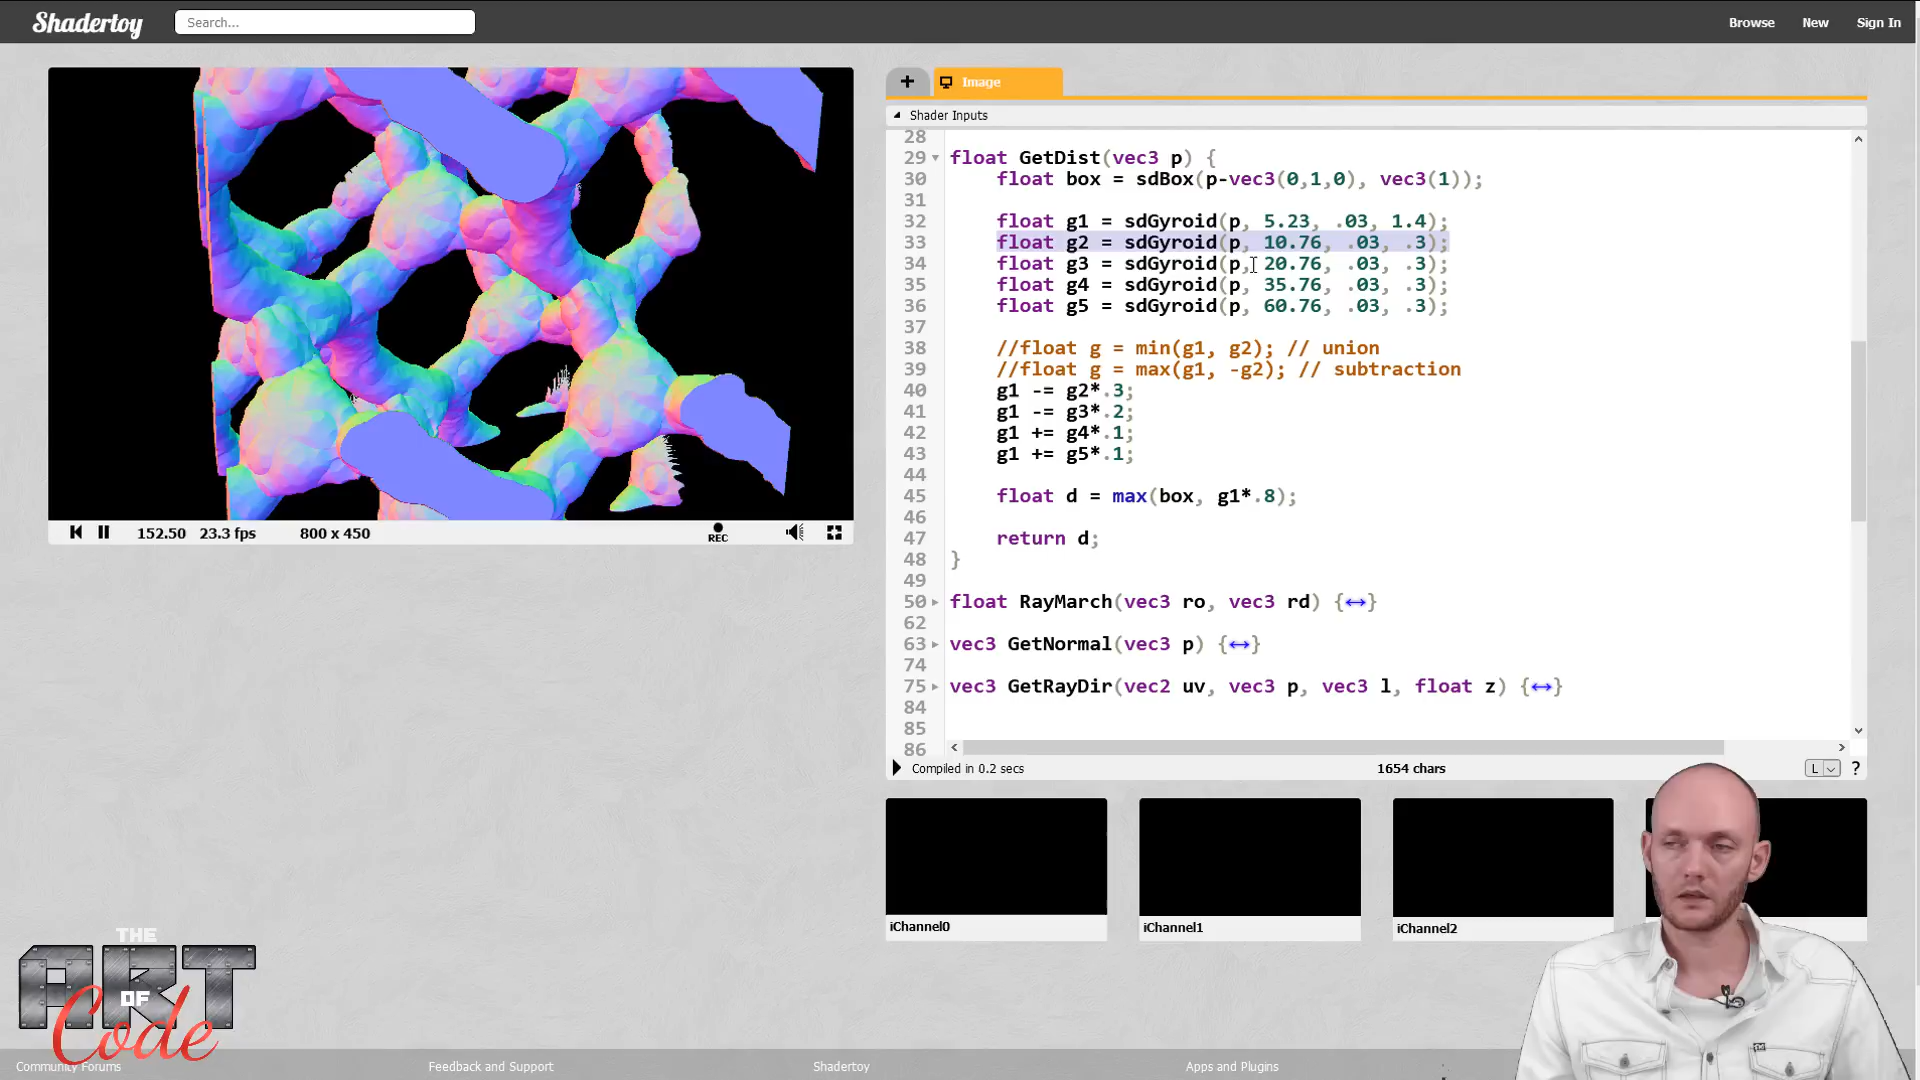 Shadertoy
Search...
Browse
New
Sign In
+
Image
Shader Inputs
28
29 float GetDist(vec3 p) {
30 float box = sdBox(p-vec3(0,1,0), vec3(1));
31
32 float g1 = sdGyroid(p, 5.23, .03, 1.4);
33 float g2 = sdGyroid(p, 10.76, .03, .3);
34 float g3 = sdGyroid(p, 20.76, .03, .3);
35 float g4 = sdGyroid(p, 35.76, .03, .3);
36 float g5 = sdGyroid(p, 60.76, .03, .3);
37
38 //float g = min(g1, g2); // union
39 //float g = max(g1, -g2); // subtraction
40 g1 -= g2*.3;
41 g1 -= g3*.2;
42 g1 += g4*.1;
43 g1 += g5*.1;
44
45 float d = max(box, g1*.8);
46
47 return d;
48 }
49
50 float RayMarch(vec3 ro, vec3 rd) {↔}
62
63 vec3 GetNormal(vec3 p) {↔}
74
75 vec3 GetRayDir(vec2 uv, vec3 p, vec3 l, float z) {↔}
84
85
86
152.50 23.3 fps 800 x 450
REC
Compiled in 0.2 secs
1654 chars
L
?
iChannel0
iChannel1
iChannel2
THE
ART
OF
Code
Community Forums
Feedback and Support
Shadertoy
Apps and Plugins